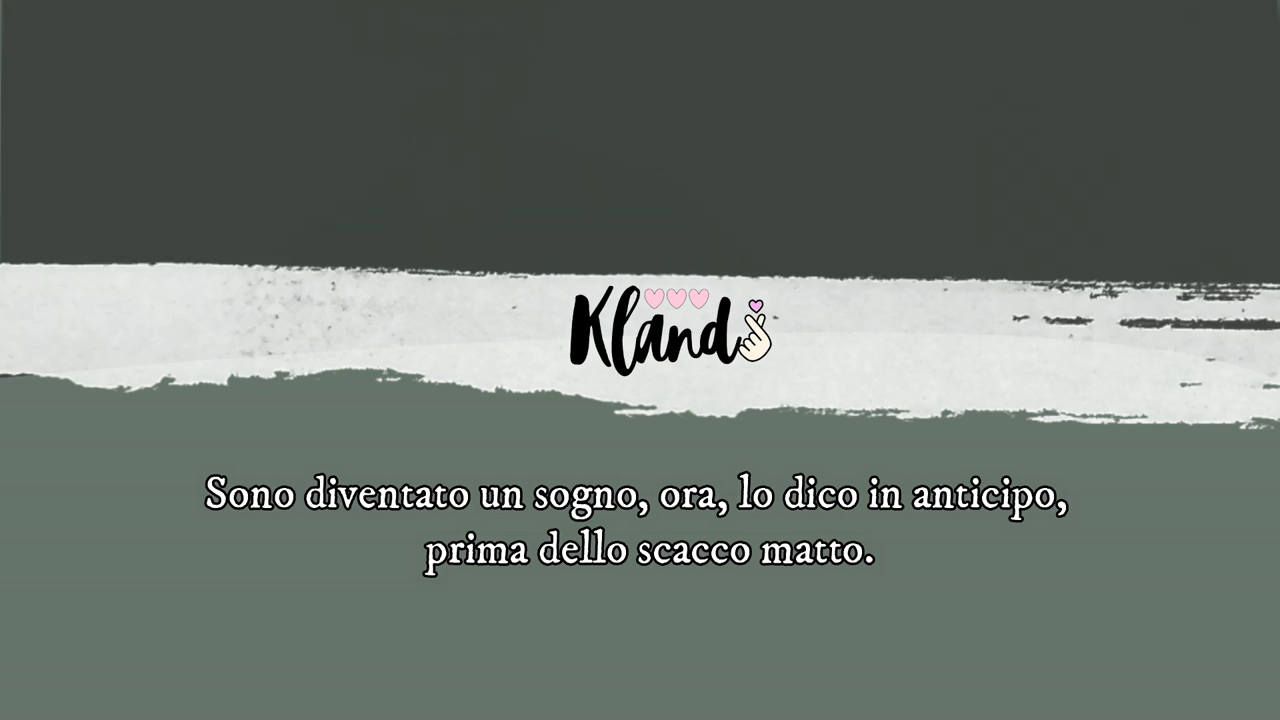 Kland
Sono diventato un sogno, ora, lo dico in anticipo,
prima dello scacco matto.